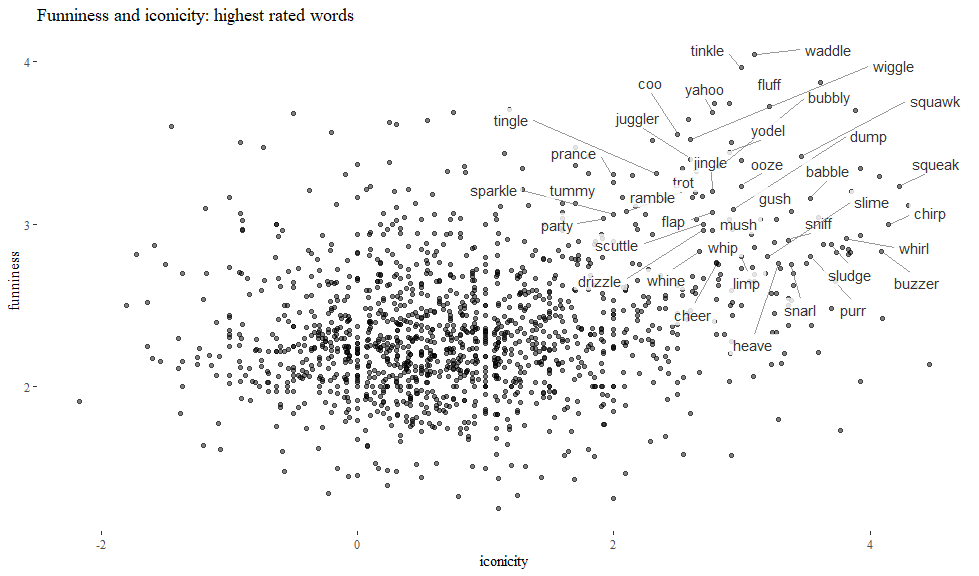 Funniness and iconicity: highest rated words
tinkle
waddle
4
wiggle
coo
yahoo
fluff
bubbly
squawk
tingle
juggler
yodel
dump
prance
jingle
ooze
squeak
trot
babble
sparkle
tummy
ramble
gush
slime
chirp
3
party
flap
mush
sniff
scuttle
whip
whirl
funniness
drizzle
whine
limp
sludge
buzzer
cheer
snarl
purr
heave
2
-2
0
2
4
iconicity